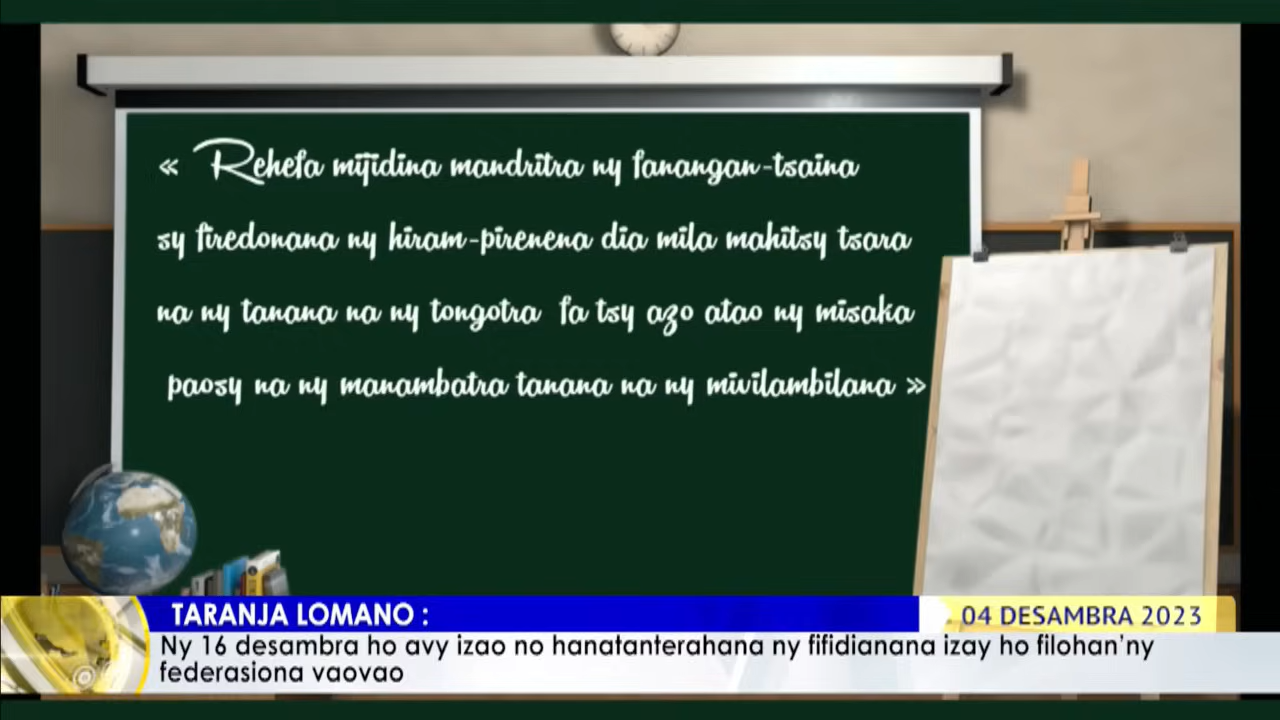 « Rehefa mijidina mandritra ny fanangan-tsaina
sy firedonana ny hiram-pirenena dia mila mahitsy tsara
na ny tanana na ny tongotra fa tsy azo atao ny misaka
paosy na ny manambatra tanana na ny mivilambilana »
TARANJA LOMANO :
04 DESAMBRA 2023
Ny 16 desambra ho avy izao no hanatanterahana ny fifidianana izay ho filohan'ny
federasiona vaovao